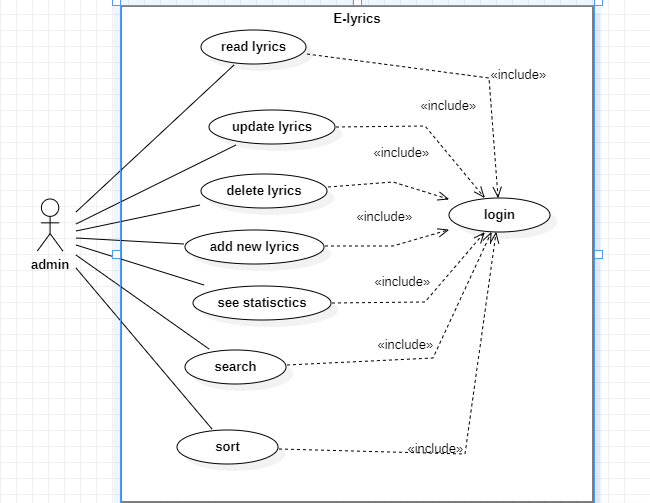 E-lyrics
read lyrics
«include»
«include»
update lyrics
«include»
delete lyrics
«include»
login
add new lyrics
admin
«include»
see statisctics
«include»
search
sort
«include»